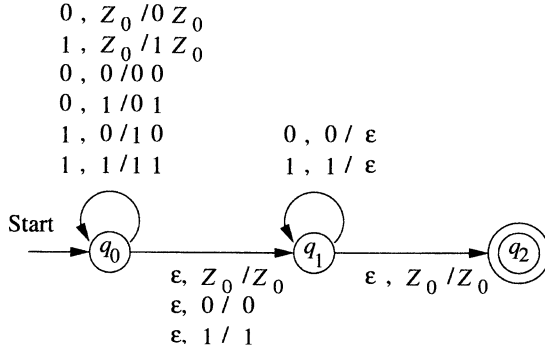 0 , Z0 / 0 Z0
1 , Z0 / 1 Z0
0 , 0 / 0 0
0 , 1 / 0 1
1 , 0 / 1 0
1 , 1 / 1 1
0 , 0 / ε
1 , 1 / ε
Start
q0
q1
q2
ε, Z0 / Z0
ε, 0 / 0
ε, 1 / 1
ε , Z0 / Z0